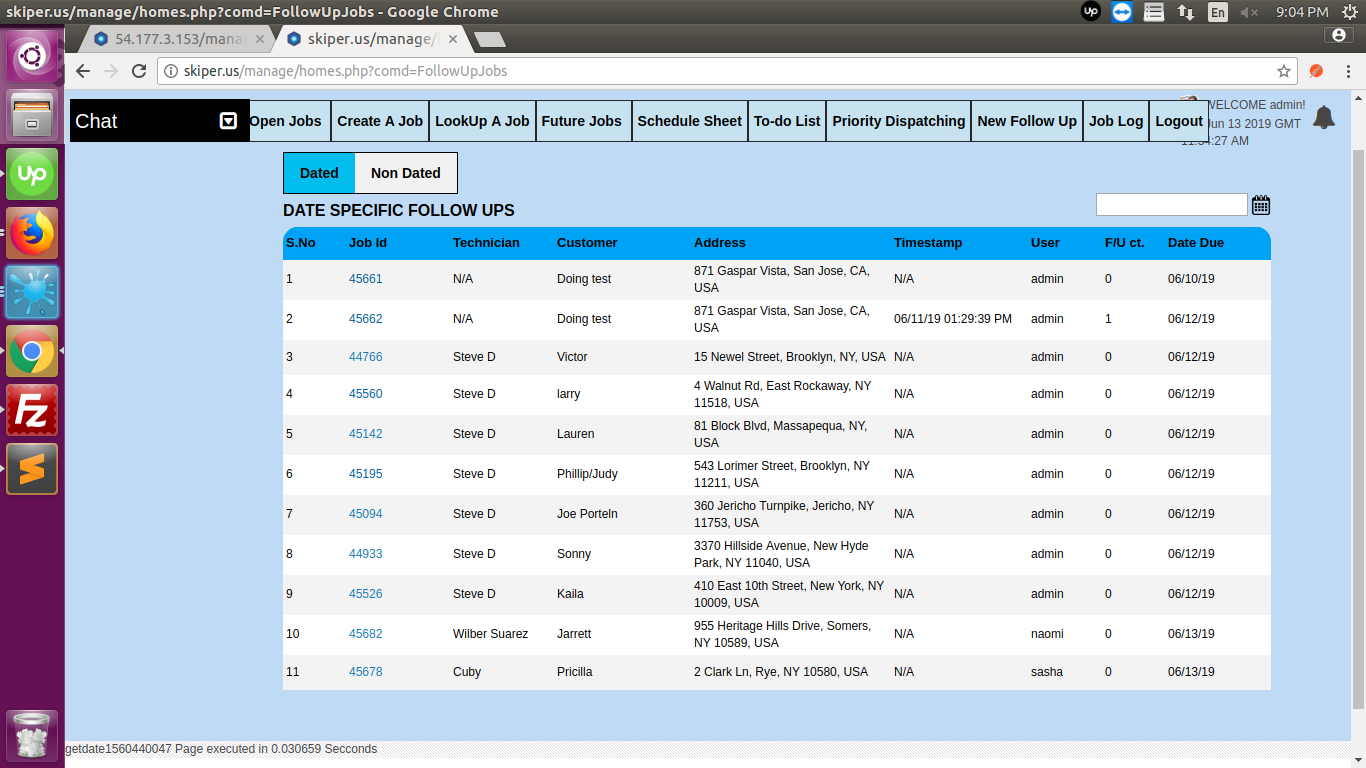 skiper.us/manage/homes.php?comd=FollowUpJobs - Google Chrome
Up
En
9:04 PM
54.177.3.153/mana
skiper.us/manage/
skiper.us/manage/homes.php?comd=FollowUpJobs
Chat
Open Jobs Create A Job LookUp A Job Future Jobs Schedule Sheet To-do List Priority Dispatching New Follow Up Job Log Logout
WELCOME admin!
Jun 13 2019 GMT
11:34:27 AM
Dated Non Dated
DATE SPECIFIC FOLLOW UPS
S.No Job Id Technician Customer Address Timestamp User F/U ct. Date Due
1 45661 N/A Doing test 871 Gaspar Vista, San Jose, CA, USA N/A admin 0 06/10/19
2 45662 N/A Doing test 871 Gaspar Vista, San Jose, CA, USA 06/11/19 01:29:39 PM admin 1 06/12/19
3 44766 Steve D Victor 15 Newel Street, Brooklyn, NY, USA N/A admin 0 06/12/19
4 45560 Steve D larry 4 Walnut Rd, East Rockaway, NY 11518, USA N/A admin 0 06/12/19
5 45142 Steve D Lauren 81 Block Blvd, Massapequa, NY, USA N/A admin 0 06/12/19
6 45195 Steve D Phillip/Judy 543 Lorimer Street, Brooklyn, NY 11211, USA N/A admin 0 06/12/19
7 45094 Steve D Joe Porteln 360 Jericho Turnpike, Jericho, NY 11753, USA N/A admin 0 06/12/19
8 44933 Steve D Sonny 3370 Hillside Avenue, New Hyde Park, NY 11040, USA N/A admin 0 06/12/19
9 45526 Steve D Kaila 410 East 10th Street, New York, NY 10009, USA N/A admin 0 06/12/19
10 45682 Wilber Suarez Jarrett 955 Heritage Hills Drive, Somers, NY 10589, USA N/A naomi 0 06/13/19
11 45678 Cuby Pricilla 2 Clark Ln, Rye, NY 10580, USA N/A sasha 0 06/13/19
getdate1560440047 Page executed in 0.030659 Secconds
Up
Fz